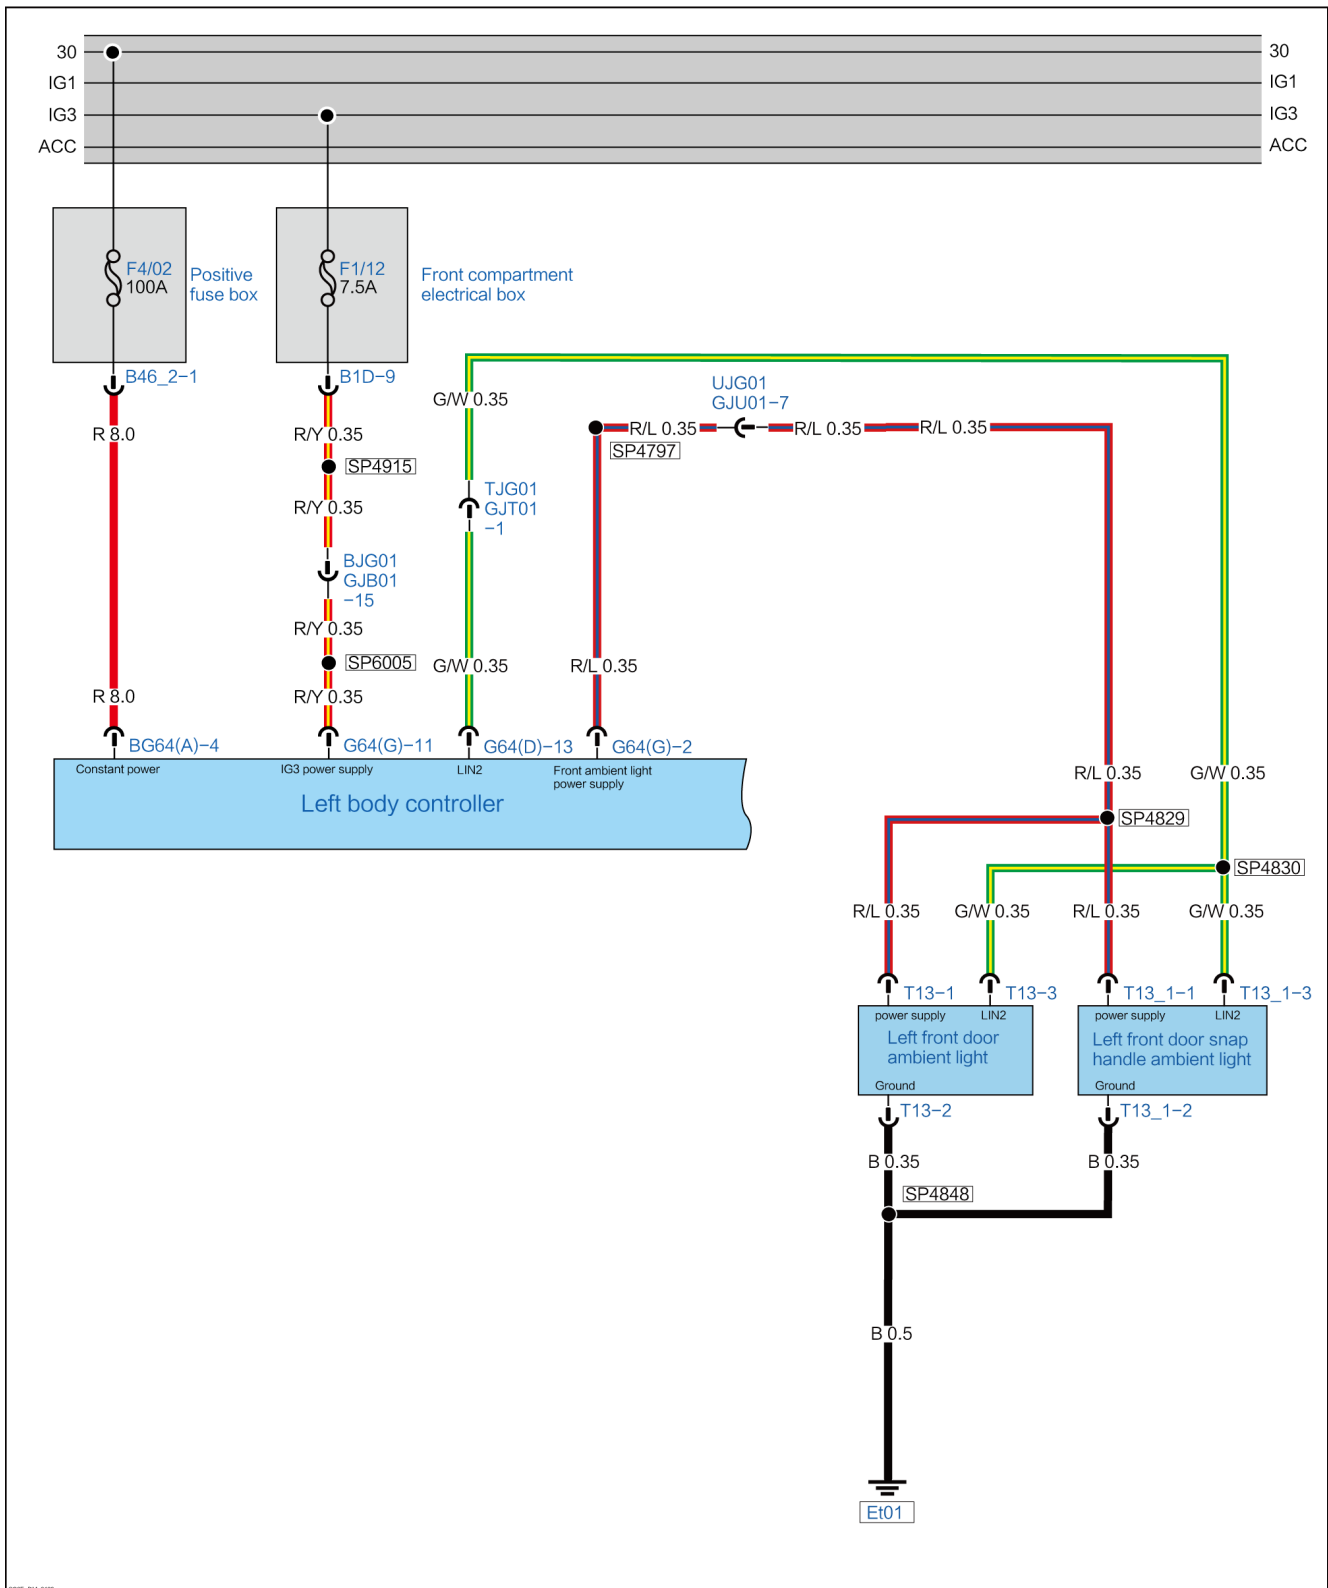 30
30
IG1
IG1
IG3
IG3
ACC
ACC
F4/02
100A
Positive
fuse box
F1/12
7.5A
Front compartment
electrical box
B46_2−1
B1D−9
UJG01
GJU01−7
G/W 0.35
R 8.0
R/Y 0.35
R/L 0.35
R/L 0.35
R/L 0.35
SP4797
SP4915
TJG01
GJT01
−1
R/Y 0.35
BJG01
GJB01
−15
R/Y 0.35
SP6005
G/W 0.35
R/L 0.35
R 8.0
R/Y 0.35
BG64(A)−4
G64(G)−11
G64(D)−13
G64(G)−2
Constant power
IG3 power supply
LIN2
Front ambient light
power supply
Left body controller
R/L 0.35
G/W 0.35
SP4829
SP4830
R/L 0.35
G/W 0.35
R/L 0.35
G/W 0.35
T13−1
T13−3
T13_1−1
T13_1−3
power supply
LIN2
power supply
LIN2
Left front door
ambient light
Left front door snap
handle ambient light
Ground
Ground
T13−2
T13_1−2
B 0.35
B 0.35
SP4848
B 0.5
Et01